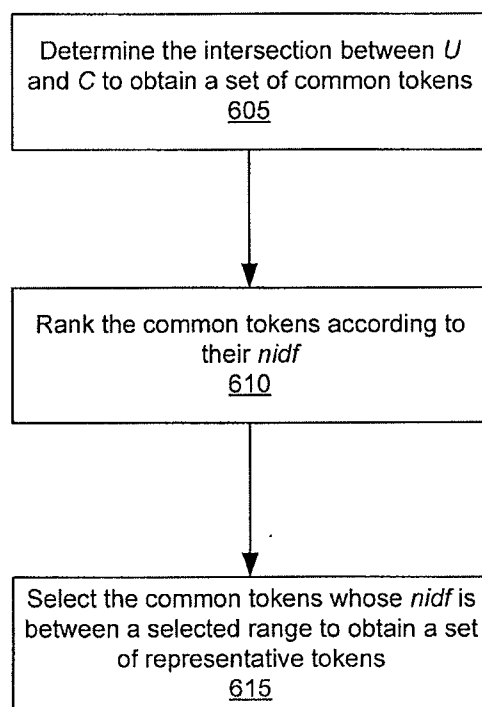 Determine the intersection between U
and C to obtain a set of common tokens
605
Rank the common tokens according to
their nidf
610
Select the common tokens whose nidf is
between a selected range to obtain a set
of representative tokens
615